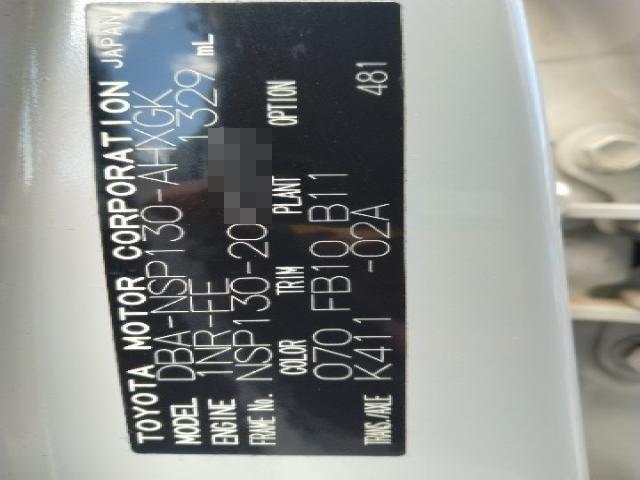 TOYOTA MOTOR CORPORATION JAPAN
MODEL DBA-NSP130-AHXGK
ENGINE 1NR-FE 1329 mL
FRAME No. NSP130-20
COLOR TRIM PLANT OPTION
070 FB10 B11 481
TRANS./AXLE K411 -02A